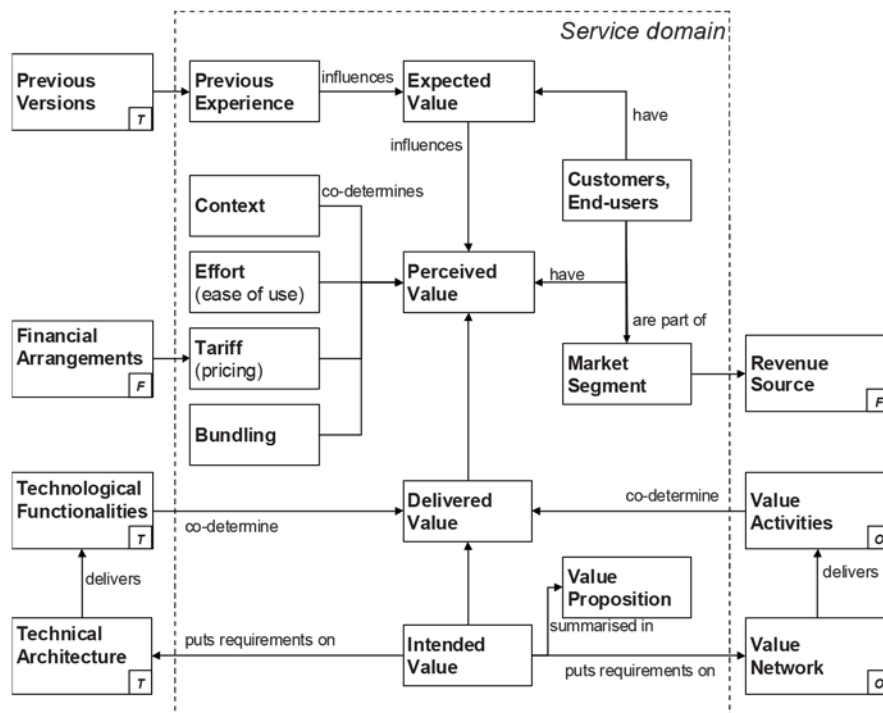 Service domain
Previous
Versions
T
Previous
Experience
influences
Expected
Value
have
influences
Customers,
End-users
Context
co-determines
Effort
(ease of use)
Perceived
Value
have
are part of
Financial
Arrangements
F
Tariff
(pricing)
Market
Segment
Revenue
Source
F
Bundling
Technological
Functionalities
T
co-determine
Delivered
Value
co-determine
Value
Activities
O
delivers
delivers
Value
Proposition
summarised in
Technical
Architecture
T
puts requirements on
Intended
Value
puts requirements on
Value
Network
O